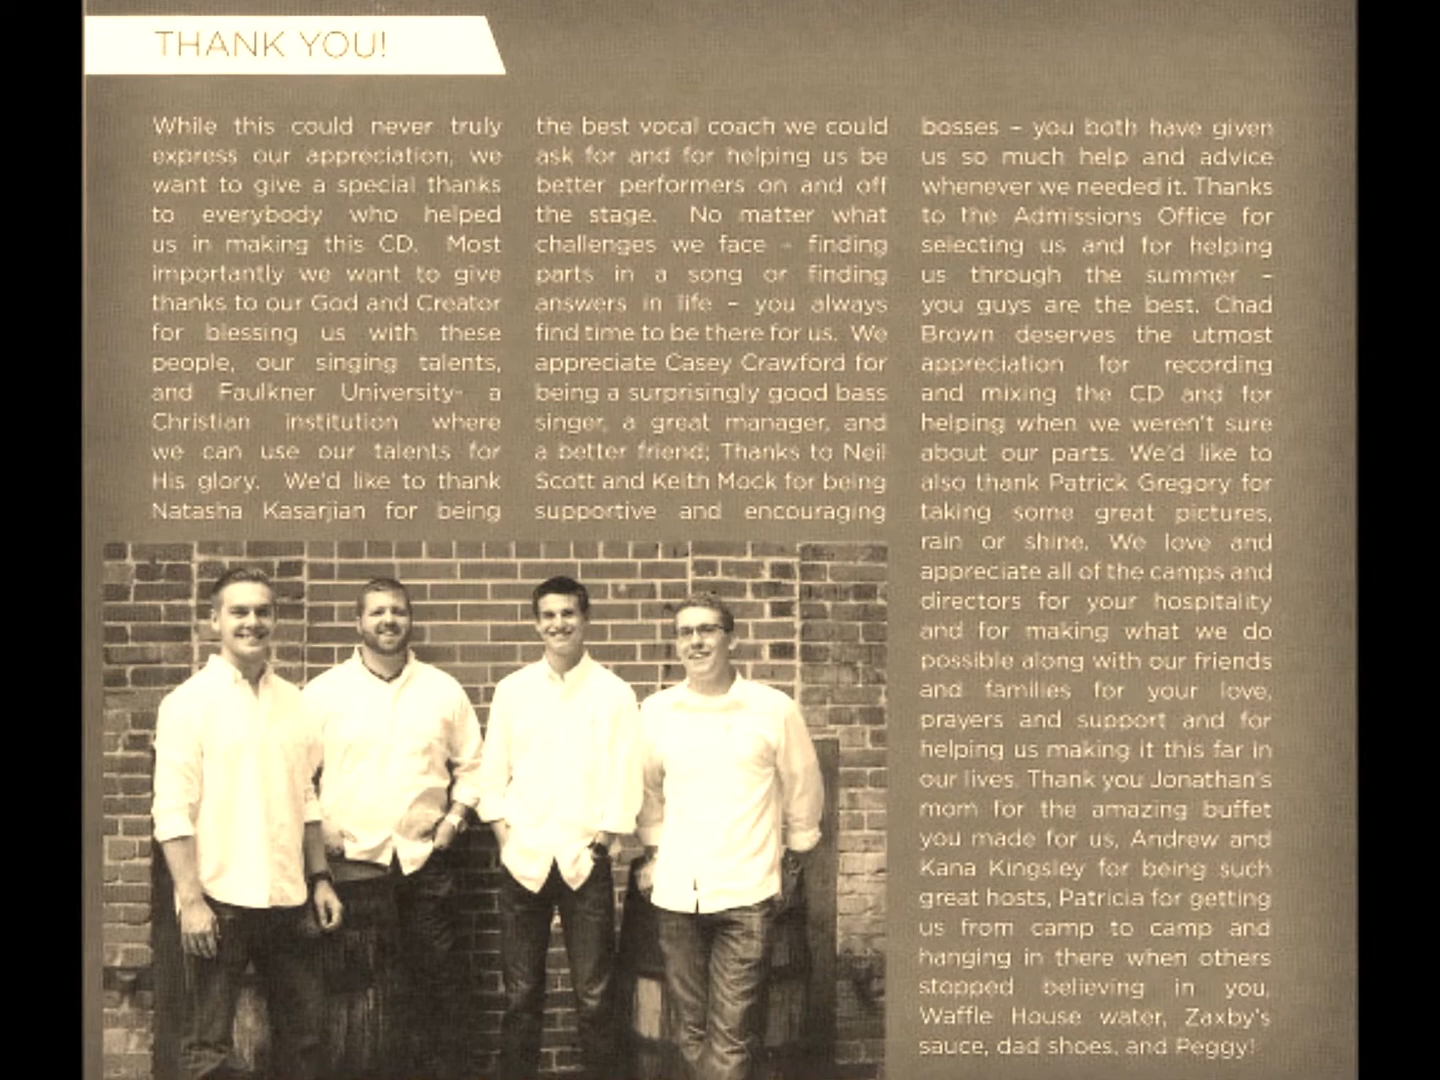 THANK YOU!
While this could never truly
express our appreciation, we
want to give a special thanks
to everybody who helped
us in making this CD. Most
importantly we want to give
thanks to our God and Creator
for blessing us with these
people, our singing talents,
and Faulkner University- a
Christian institution where
we can use our talents for
His glory. We'd like to thank
Natasha Kasarjian for being
the best vocal coach we could
ask for and for helping us be
better performers on and off
the stage. No matter what
challenges we face - finding
parts in a song or finding
answers in life – you always
find time to be there for us. We
appreciate Casey Crawford for
being a surprisingly good bass
singer, a great manager, and
a better friend; Thanks to Neil
Scott and Keith Mock for being
supportive and encouraging
bosses – you both have given
us so much help and advice
whenever we needed it. Thanks
to the Admissions Office for
selecting us and for helping
us through the summer –
you guys are the best. Chad
Brown deserves the utmost
appreciation for recording
and mixing the CD and for
helping when we weren't sure
about our parts. We'd like to
also thank Patrick Gregory for
taking some great pictures,
rain or shine. We love and
appreciate all of the camps and
directors for your hospitality
and for making what we do
possible along with our friends
and families for your love,
prayers and support and for
helping us making it this far in
our lives. Thank you Jonathan's
mom for the amazing buffet
you made for us, Andrew and
Kana Kingsley for being such
great hosts, Patricia for getting
us from camp to camp and
hanging in there when others
stopped believing in you,
Waffle House water, Zaxby's
sauce, dad shoes, and Peggy!